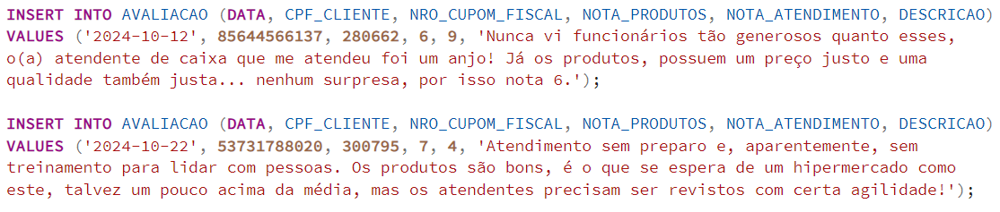 INSERT INTO AVALIACAO (DATA, CPF_CLIENTE, NRO_CUPOM_FISCAL, NOTA_PRODUTOS, NOTA_ATENDIMENTO, DESCRICAO)
VALUES ('2024-10-12', 85644566137, 280662, 6, 9, 'Nunca vi funcionários tão generosos quanto esses,
o(a) atendente de caixa que me atendeu foi um anjo! Já os produtos, possuem um preço justo e uma
qualidade também justa... nenhum surpresa, por isso nota 6.');
INSERT INTO AVALIACAO (DATA, CPF_CLIENTE, NRO_CUPOM_FISCAL, NOTA_PRODUTOS, NOTA_ATENDIMENTO, DESCRICAO)
VALUES ('2024-10-22', 53731788020, 300795, 7, 4, 'Atendimento sem preparo e, aparentemente, sem
treinamento para lidar com pessoas. Os produtos são bons, é o que se espera de um hipermercado como
este, talvez um pouco acima da média, mas os atendentes precisam ser revistos com certa agilidade!');